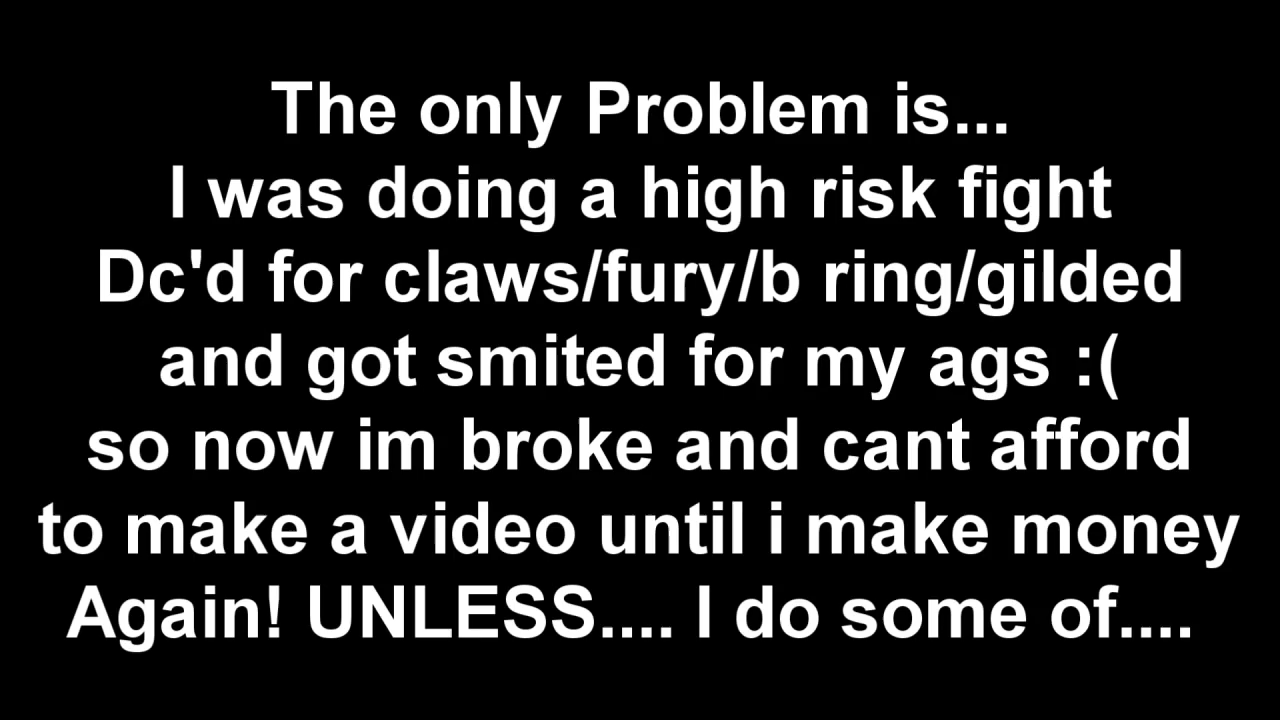 The only Problem is...
I was doing a high risk fight
Dc'd for claws/fury/b ring/gilded
and got smited for my ags :(
so now im broke and cant afford
to make a video until i make money
Again! UNLESS.... I do some of....